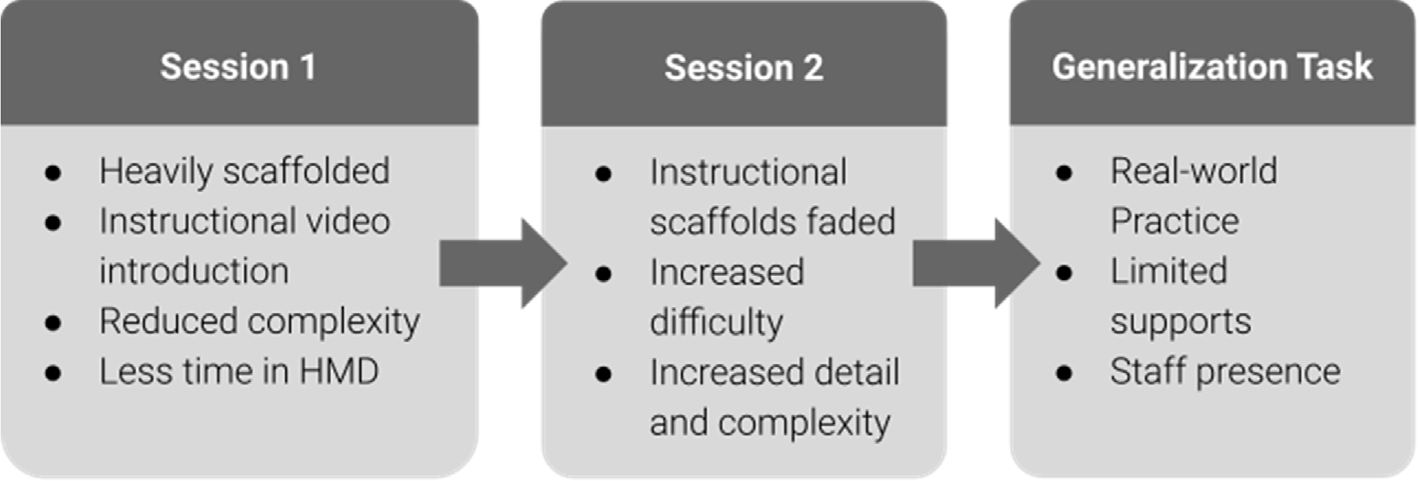 Session 1
● Heavily scaffolded
● Instructional video
introduction
● Reduced complexity
● Less time in HMD
Session 2
● Instructional
scaffolds faded
● Increased
difficulty
● Increased detail
and complexity
Generalization Task
● Real-world
Practice
● Limited
supports
● Staff presence